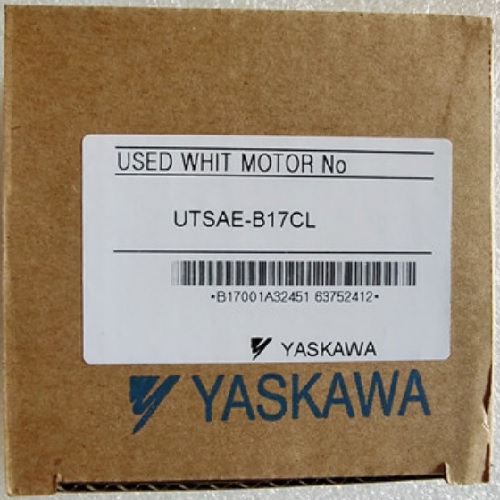 USED WHIT MOTOR No
UTSAE-B17CL
•B17001A32451 63752412•
YASKAWA
YASKAWA